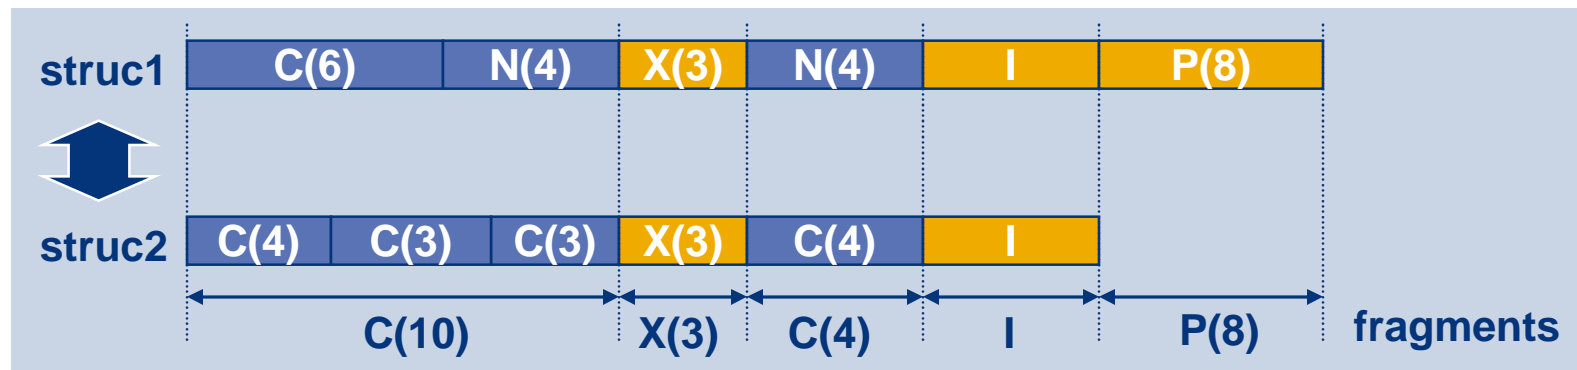 struc1 C(6) N(4) X(3) N(4) I P(8)
struc2 C(4) C(3) C(3) X(3) C(4) I
C(10) X(3) C(4) I P(8) fragments